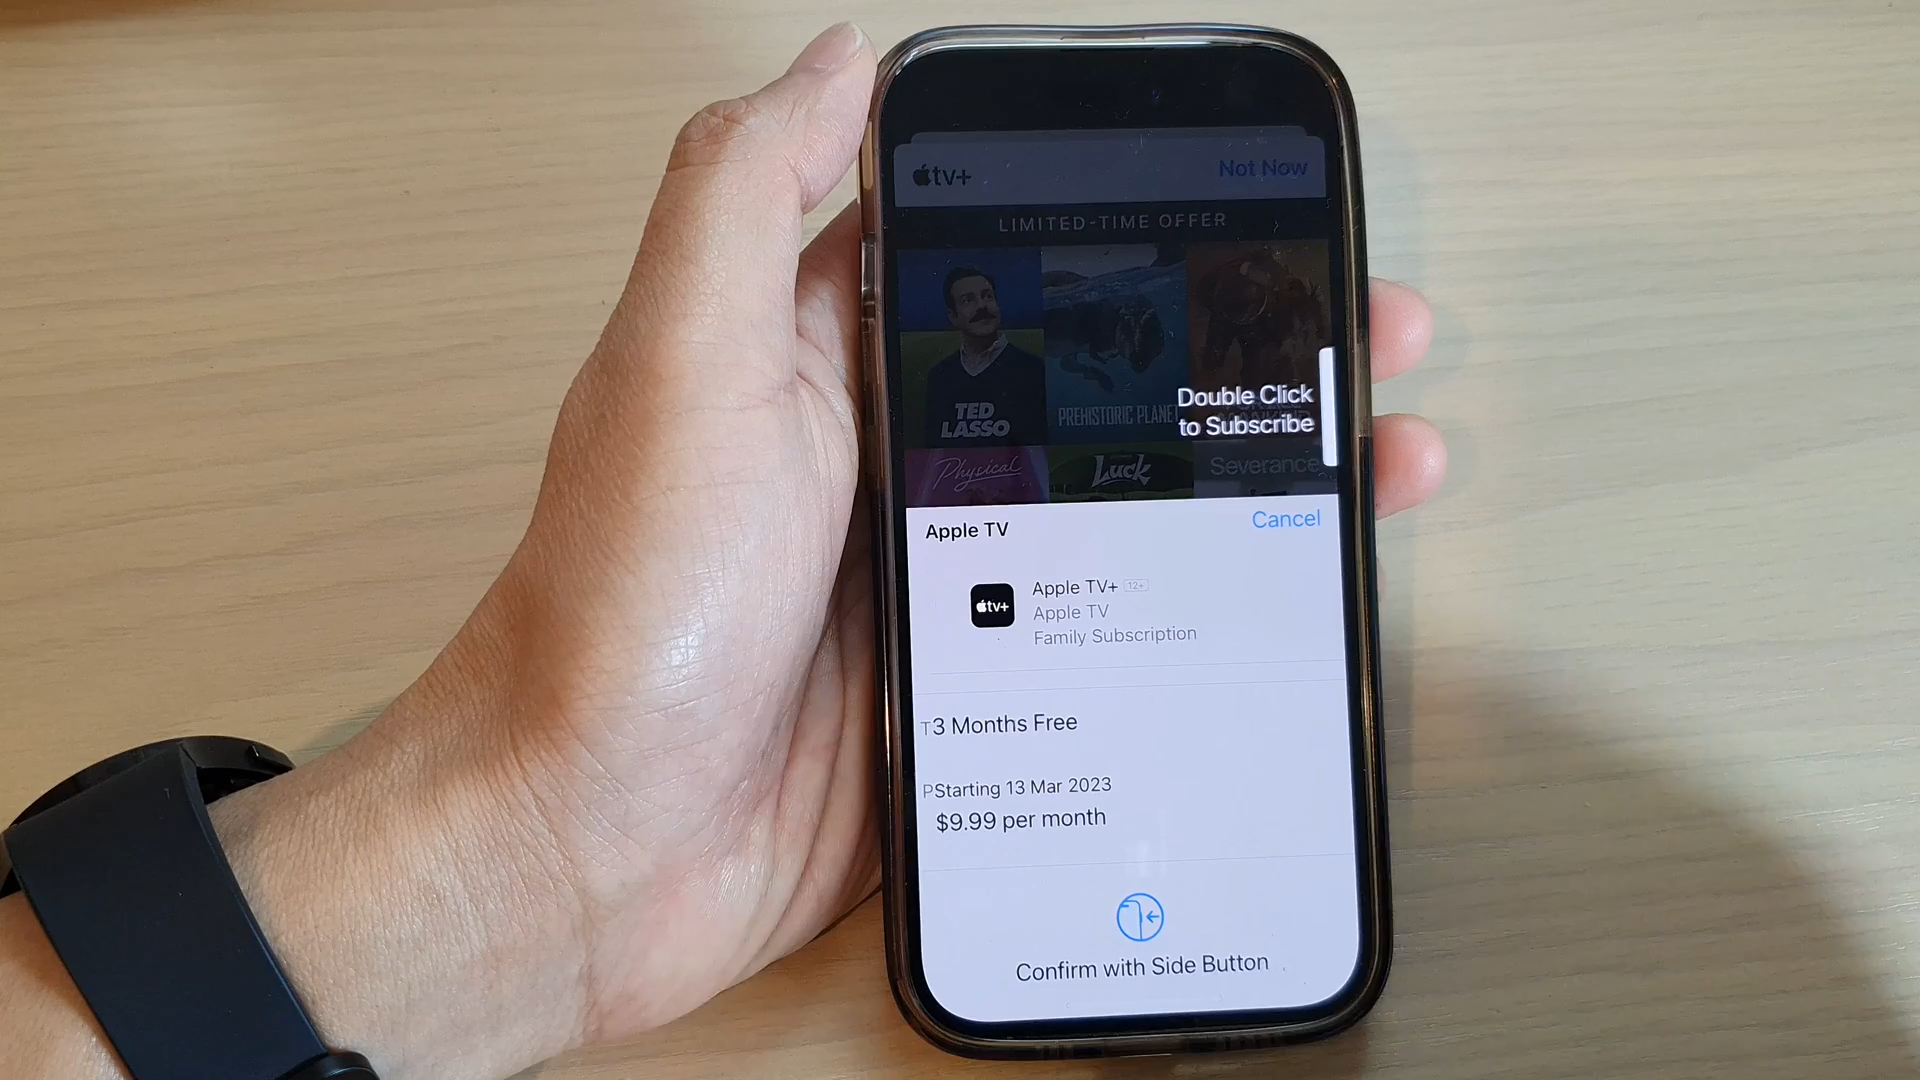 tv+
Not Now
LIMITED-TIME OFFER
Double Click
to Subscribe
TED
LASSO
PREHISTORIC PLANE
Physical
Luck
Severance
Apple TV
Cancel
Apple TV+ 12+
Apple TV
Family Subscription
T3 Months Free
PStarting 13 Mar 2023
$9.99 per month
Confirm with Side Button